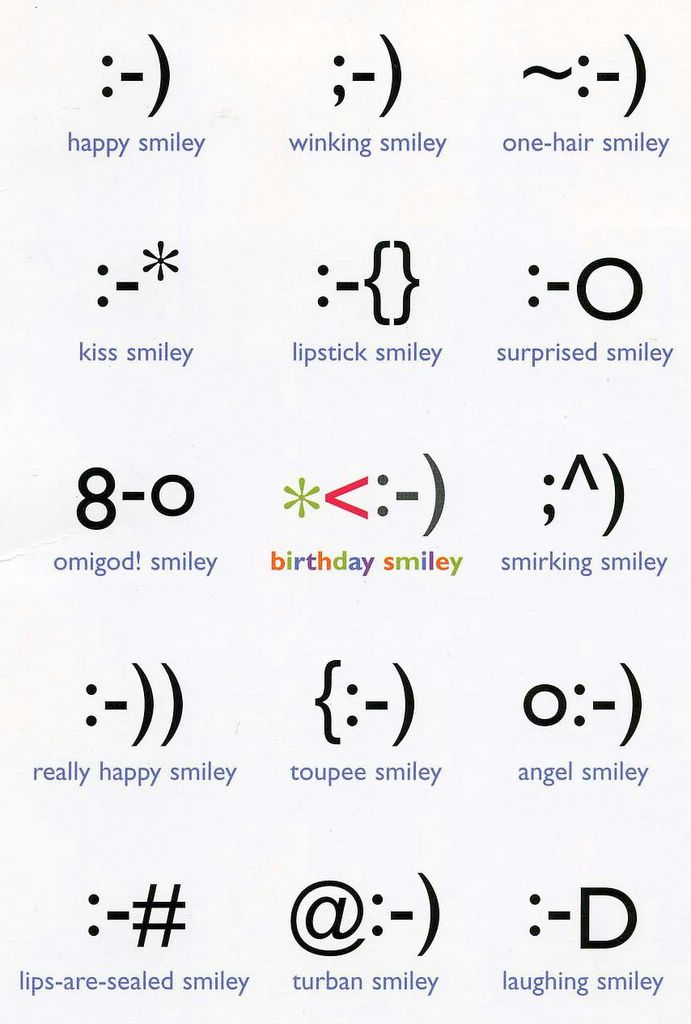 :-) ;-) ~:-)
happy smiley winking smiley one-hair smiley
:-* :-{} :-O
kiss smiley lipstick smiley surprised smiley
8-o *<:-) ;^)
omigod! smiley birthday smiley smirking smiley
:-)) {:-) o:-)
really happy smiley toupee smiley angel smiley
:-# @:-) :-D
lips-are-sealed smiley turban smiley laughing smiley